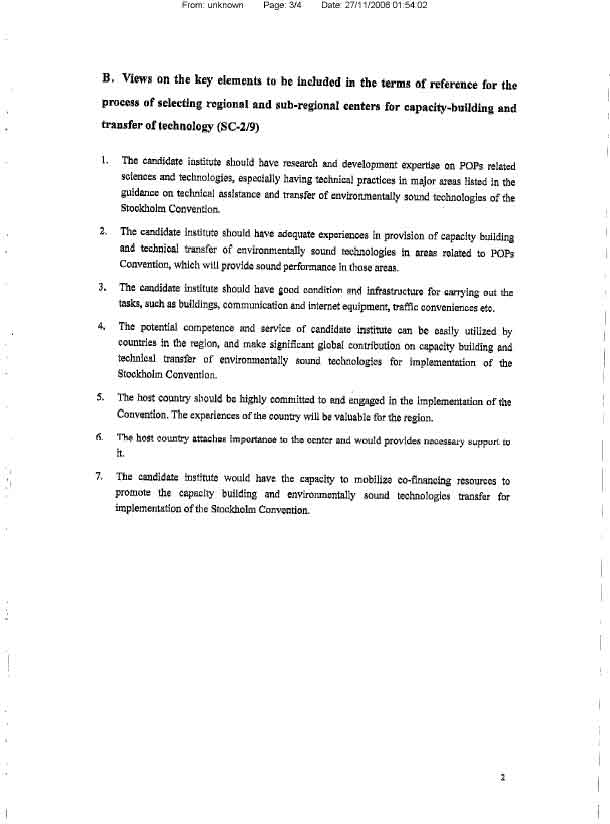 From: unknown Page: 3/4 Date: 27/11/2006 01:54:02
B. Views on the key elements to be included in the terms of reference for the
process of selecting regional and sub-regional centers for capacity-building and
transfer of technology (SC-2/9)
1. The candidate institute should have research and development expertise on POPs related
sciences and technologies, especially having technical practices in major areas listed in the
guidance on technical assistance and transfer of environmentally sound technologies of the
Stockholm Convention.
2. The candidate institute should have adequate experiences in provision of capacity building
and technical transfer of environmentally sound technologies in areas related to POPs
Convention, which will provide sound performance in those areas.
3. The candidate institute should have good condition and infrastructure for carrying out the
tasks, such as buildings, communication and internet equipment, traffic conveniences etc.
4. The potential competence and service of candidate institute can be easily utilized by
countries in the region, and make significant global contribution on capacity building and
technical transfer of environmentally sound technologies for implementation of the
Stockholm Convention.
5. The host country should be highly committed to and engaged in the implementation of the
Convention. The experiences of the country will be valuable for the region.
6. The host country attaches importance to the center and would provides necessary support to
it.
7. The candidate institute would have the capacity to mobilize co-financing resources to
promote the capacity building and environmentally sound technologies transfer for
implementation of the Stockholm Convention.
2